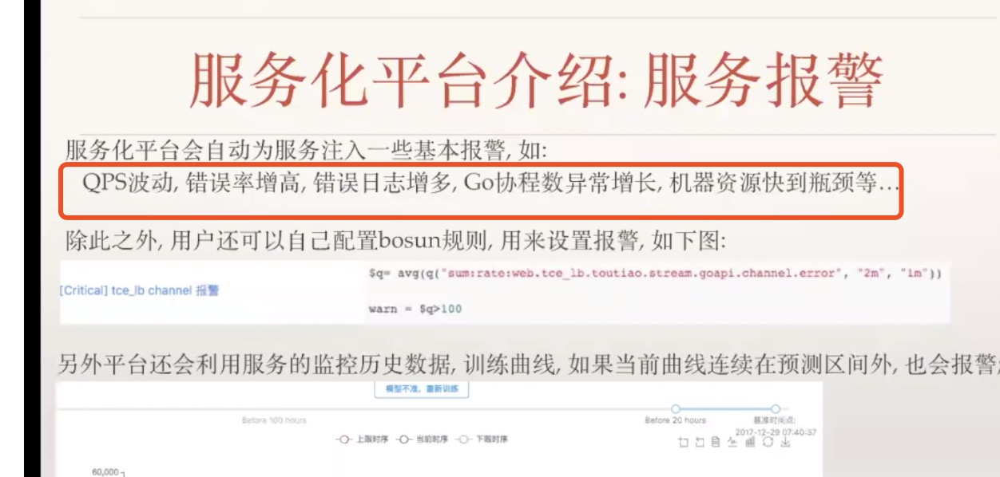 服务化平台介绍: 服务报警
服务化平台会自动为服务注入一些基本报警, 如:
QPS波动, 错误率增高, 错误日志增多, Go协程数异常增长, 机器资源快到瓶颈等…
除此之外, 用户还可以自己配置bosun规则, 用来设置报警, 如下图:
$q= avg(q("sum:rate:web.tce_lb.toutiao.stream.goapi.channel.error", "2m", "1m"))
[Critical] tce_lb channel 报警
warn = $q>100
另外平台还会利用服务的监控历史数据, 训练曲线, 如果当前曲线连续在预测区间外, 也会报警
模型不准，重新训练
Before 100 hours
Before 20 hours
基准时间点:
2017-12-29 07:40:37
上限时序 当前时序 下限时序
60,000